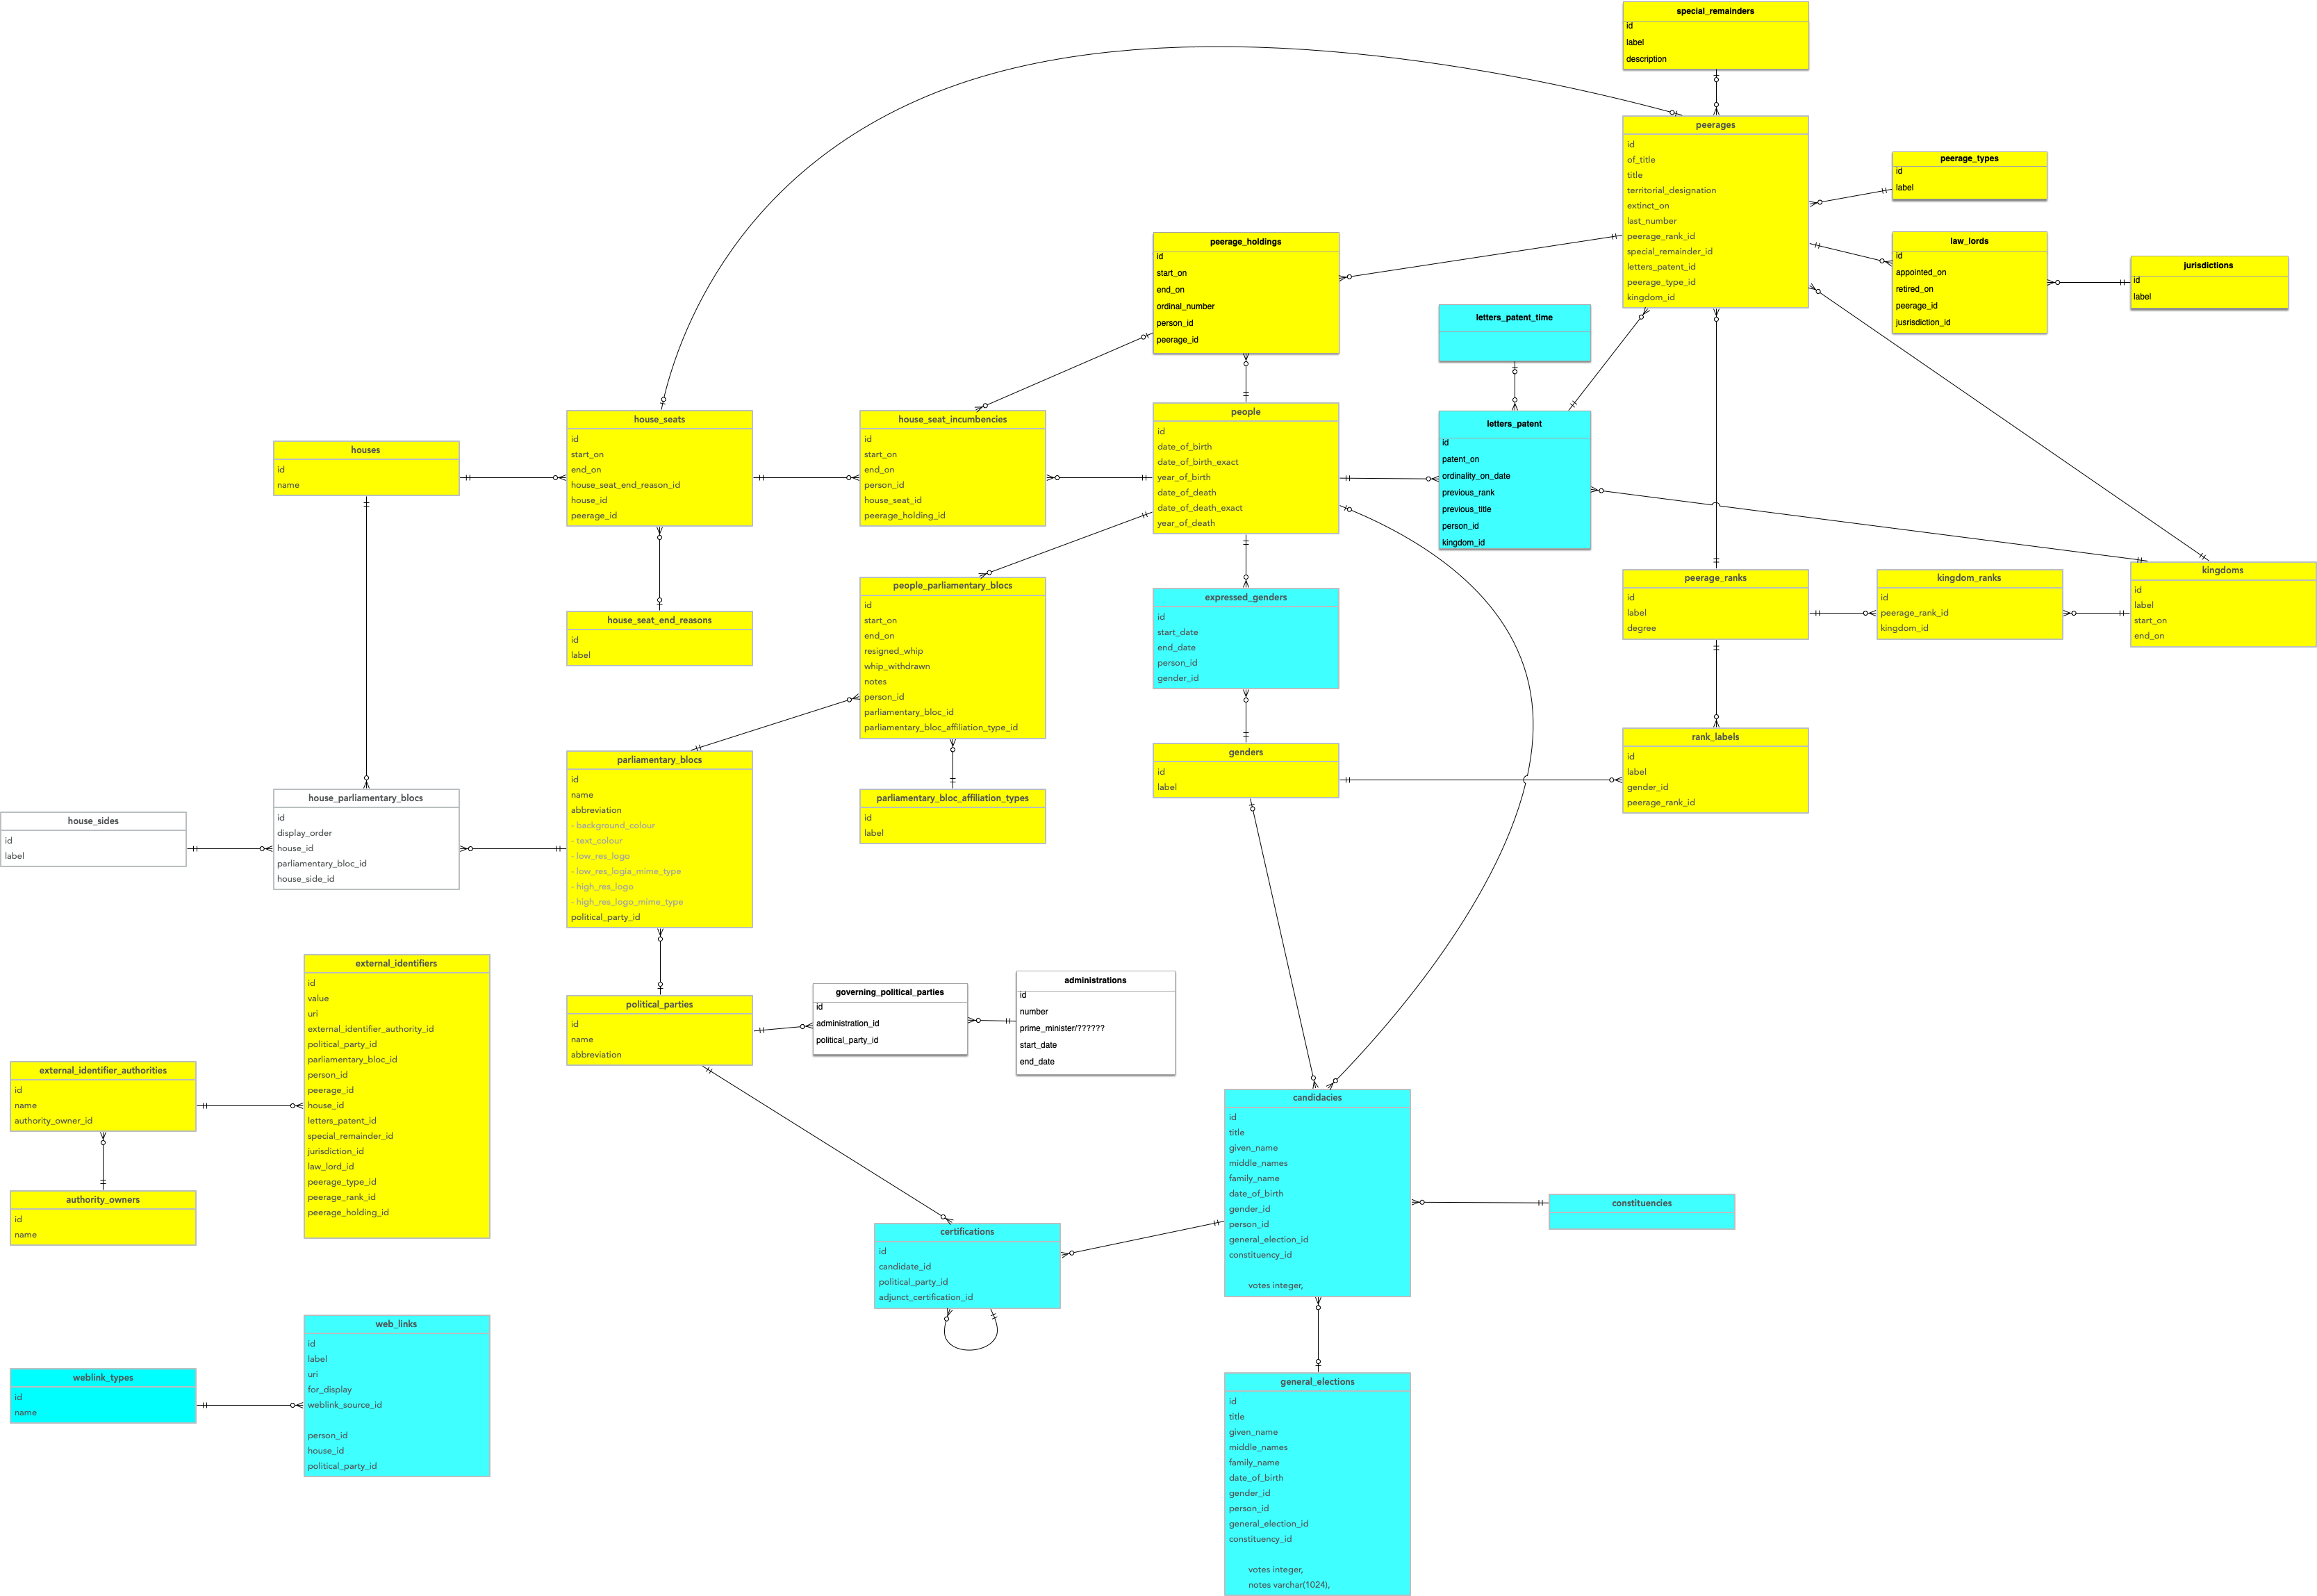 special_remainders
id
label
description
peerages
id
of_title
title
territorial_designation
extinct_on
last_number
peerage_rank_id
special_remainder_id
letters_patent_id
peerage_type_id
kingdom_id
peerage_types
id
label
law_lords
id
appointed_on
retired_on
peerage_id
jusrisdiction_id
jurisdictions
id
label
peerage_holdings
id
start_on
end_on
ordinal_number
person_id
peerage_id
letters_patent_time
letters_patent
id
patent_on
ordinality_on_date
previous_rank
previous_title
person_id
kingdom_id
houses
id
name
house_seats
id
start_on
end_on
house_seat_end_reason_id
house_id
peerage_id
house_seat_incumbencies
id
start_on
end_on
person_id
house_seat_id
peerage_holding_id
people
id
date_of_birth
date_of_birth_exact
year_of_birth
date_of_death
date_of_death_exact
year_of_death
house_seat_end_reasons
id
label
people_parliamentary_blocs
id
start_on
end_on
resigned_whip
whip_withdrawn
notes
person_id
parliamentary_bloc_id
parliamentary_bloc_affiliation_type_id
expressed_genders
id
start_date
end_date
person_id
gender_id
peerage_ranks
id
label
degree
kingdom_ranks
id
peerage_rank_id
kingdom_id
kingdoms
id
label
start_on
end_on
genders
id
label
rank_labels
id
label
gender_id
peerage_rank_id
house_sides
id
label
house_parliamentary_blocs
id
display_order
house_id
parliamentary_bloc_id
house_side_id
parliamentary_blocs
id
name
abbreviation
- background_colour
- text_colour
- low_res_logo
- low_res_logia_mime_type
- high_res_logo
- high_res_logo_mime_type
political_party_id
parliamentary_bloc_affiliation_types
id
label
external_identifiers
id
value
uri
external_identifier_authority_id
political_party_id
parliamentary_bloc_id
person_id
peerage_id
house_id
letters_patent_id
special_remainder_id
jurisdiction_id
law_lord_id
peerage_type_id
peerage_rank_id
peerage_holding_id
external_identifier_authorities
id
name
authority_owner_id
authority_owners
id
name
political_parties
id
name
abbreviation
governing_political_parties
id
administration_id
political_party_id
administrations
id
number
prime_minister/??????
start_date
end_date
candidacies
id
title
given_name
middle_names
family_name
date_of_birth
gender_id
person_id
general_election_id
constituency_id
votes integer,
constituencies
certifications
id
candidate_id
political_party_id
adjunct_certification_id
web_links
id
label
uri
for_display
weblink_source_id
person_id
house_id
political_party_id
weblink_types
id
name
general_elections
id
title
given_name
middle_names
family_name
date_of_birth
gender_id
person_id
general_election_id
constituency_id
votes integer,
notes varchar(1024),